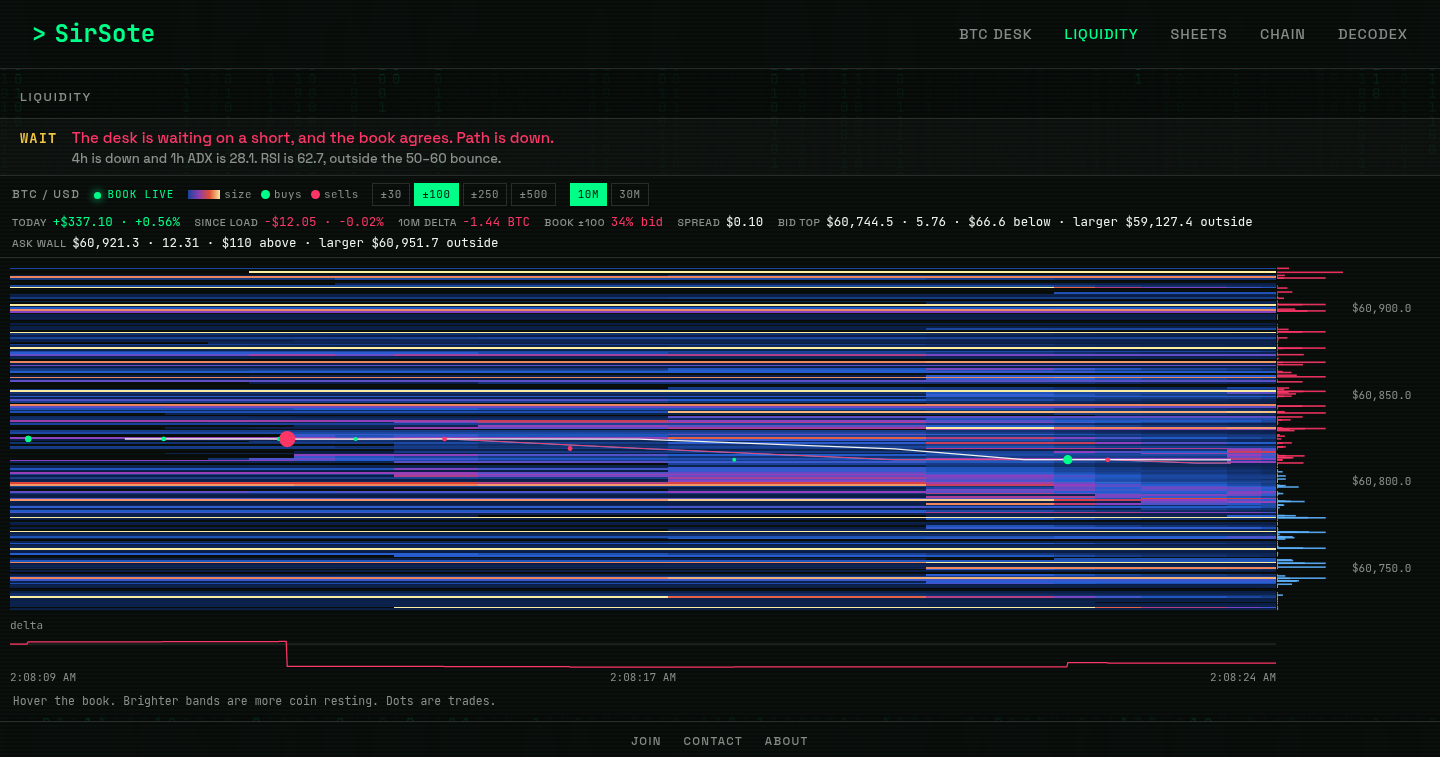 > SirSote
BTC DESK LIQUIDITY SHEETS CHAIN DECODEX
LIQUIDITY
WAIT The desk is waiting on a short, and the book agrees. Path is down.
4h is down and 1h ADX is 28.1. RSI is 62.7, outside the 50–60 bounce.
BTC / USD BOOK LIVE size buys sells ±30 ±100 ±250 ±500 10M 30M
TODAY +$337.10 · +0.56% SINCE LOAD -$12.05 · -0.02% 10M DELTA -1.44 BTC BOOK ±100 34% bid SPREAD $0.10 BID TOP $60,744.5 · 5.76 · $66.6 below · larger $59,127.4 outside
ASK WALL $60,921.3 · 12.31 · $110 above · larger $60,951.7 outside
$60,900.0
$60,850.0
$60,800.0
$60,750.0
delta
2:08:09 AM 2:08:17 AM 2:08:24 AM
Hover the book. Brighter bands are more coin resting. Dots are trades.
JOIN CONTACT ABOUT